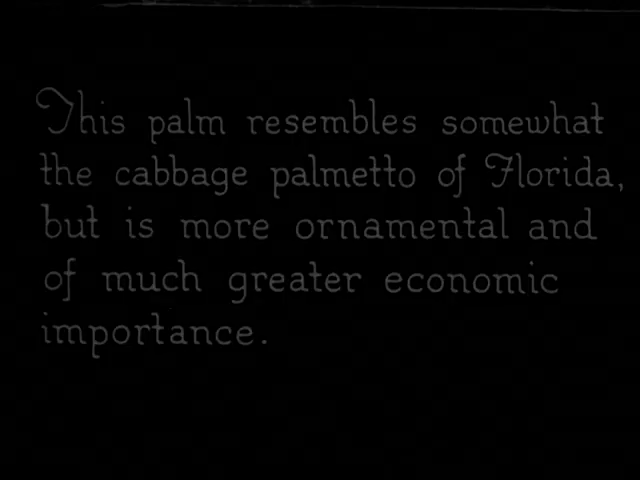 This palm resembles somewhat
the cabbage palmetto of Florida,
but is more ornamental and
of much greater economic
importance.